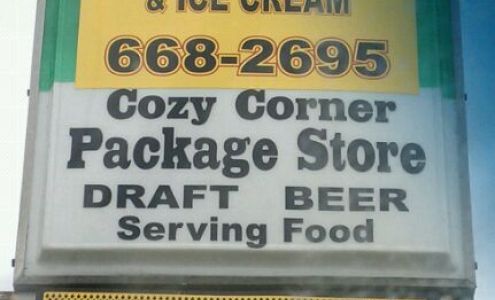 & ICE CREAM
668-2695
Cozy Corner
Package Store
DRAFT BEER
Serving Food